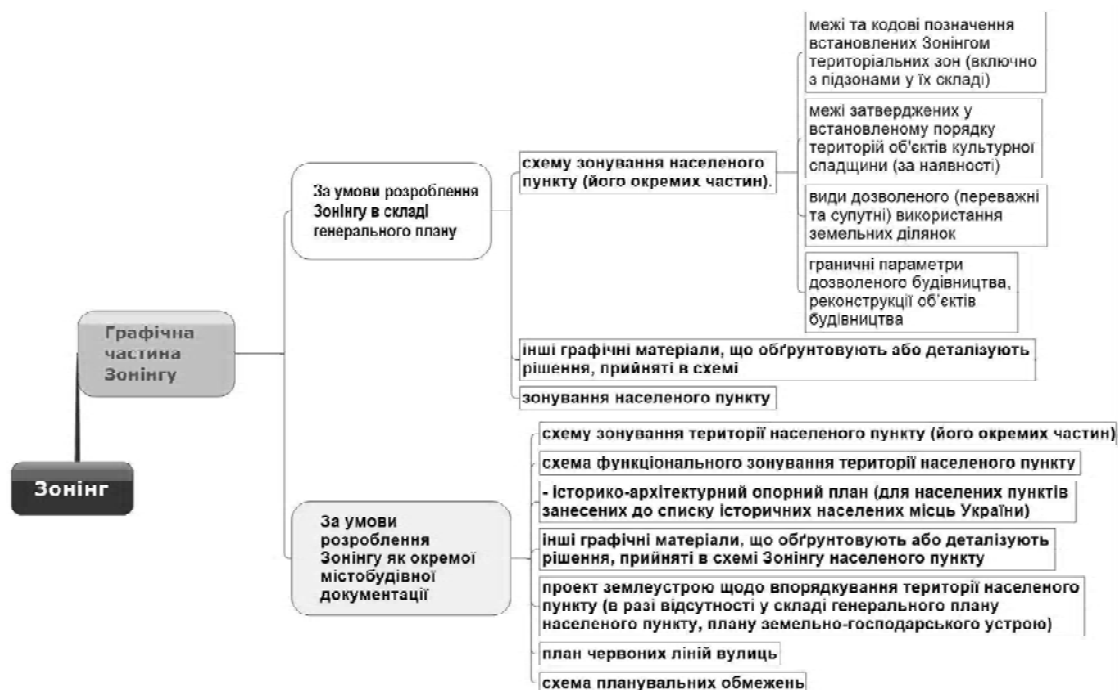 Зонінг
Графічна
частина
Зонінгу
За умови розроблення
Зонінгу в складі
генерального плану
схему зонування населеного
пункту (його окремих частин).
межі та кодові позначення
встановлених Зонінгом
територіальних зон (включно
з підзонами у їх складі)
межі затверджених у
встановленому порядку
територій об'єктів культурної
спадщини (за наявності)
види дозволеного (переважні
та супутні) використання
земельних ділянок
граничні параметри
дозволеного будівництва,
реконструкції об'єктів
будівництва
інші графічні матеріали, що обґрунтовують або деталізують
рішення, прийняті в схемі
зонування населеного пункту
За умови
розроблення
Зонінгу як окремої
містобудівної
документації
схему зонування території населеного пункту (його окремих частин)
схема функціонального зонування території населеного пункту
- історико-архітектурний опорний план (для населених пунктів
занесених до списку історичних населених місць України)
інші графічні матеріали, що обґрунтовують або деталізують
рішення, прийняті в схемі Зонінгу населеного пункту
проект землеустрою щодо впорядкування території населеного
пункту (в разі відсутності у складі генерального плану
населеного пункту, плану земельно-господарського устрою)
план червоних ліній вулиць
схема планувальних обмежень